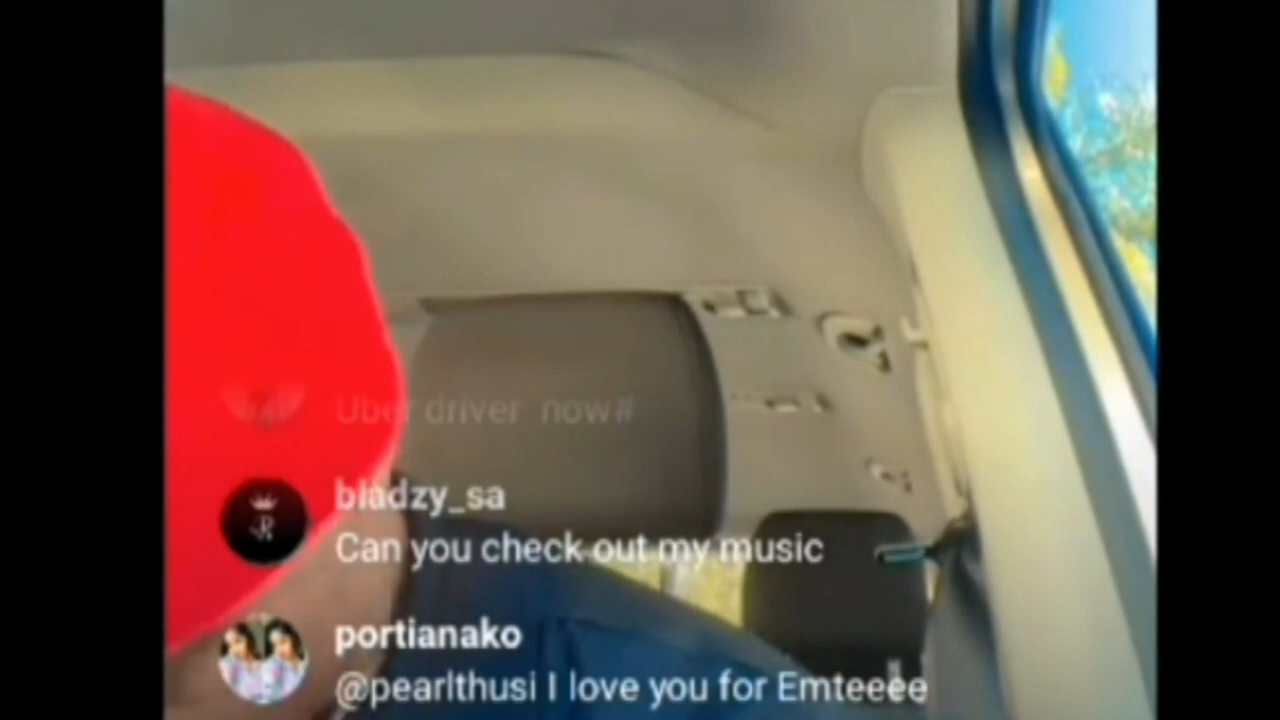 Uber driver now#
bladzy_sa
Can you check out my music
portianako
@pearlthusi I love you for Emteeee